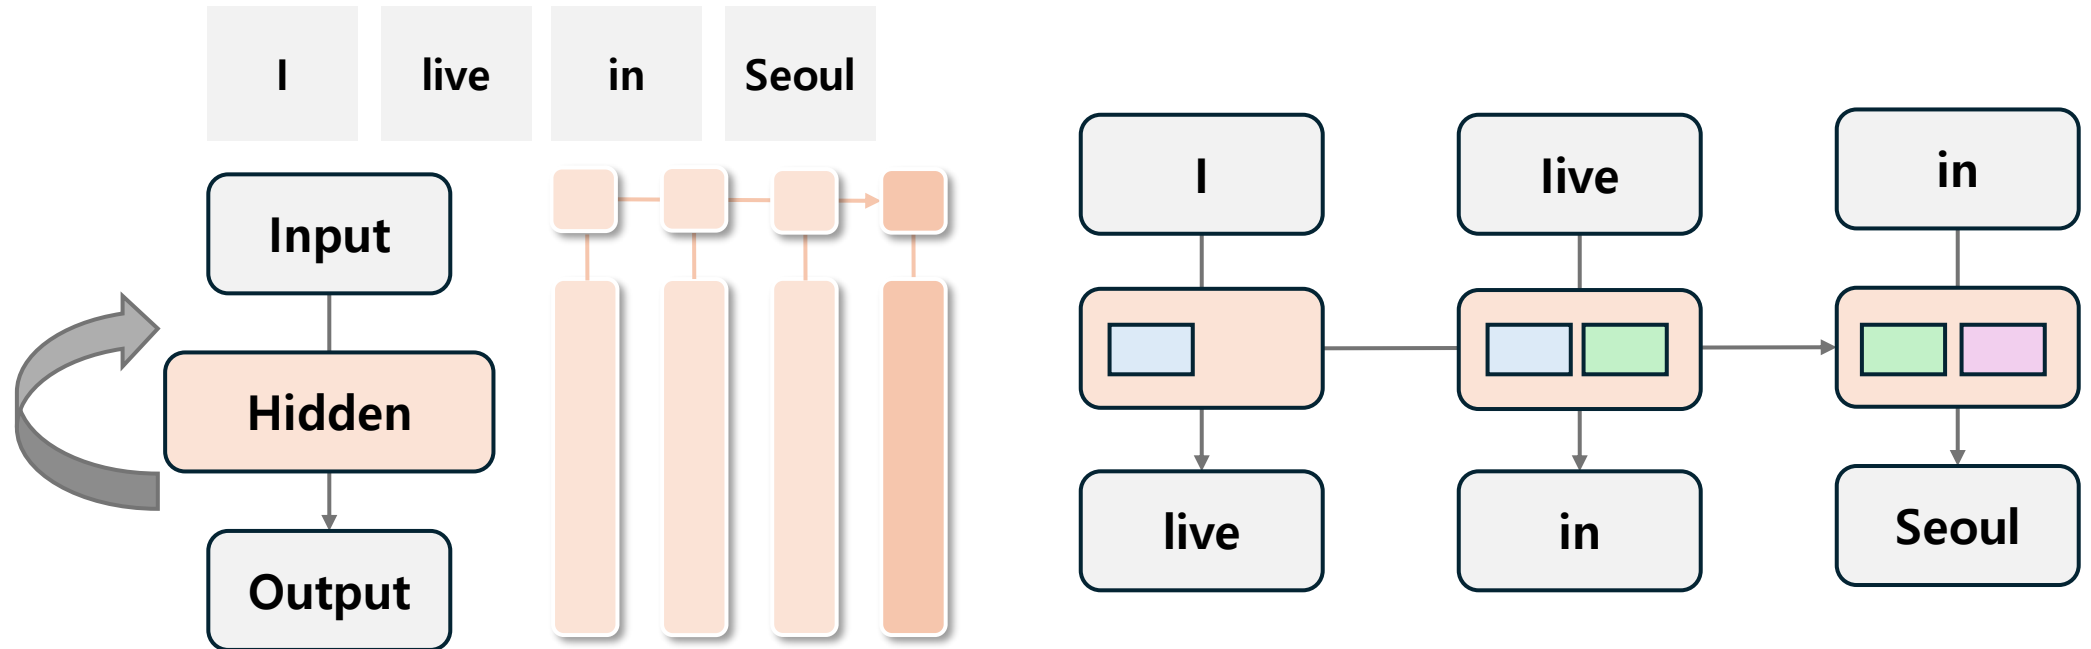 I live in Seoul
Input
Hidden
Output
I live in
live in Seoul